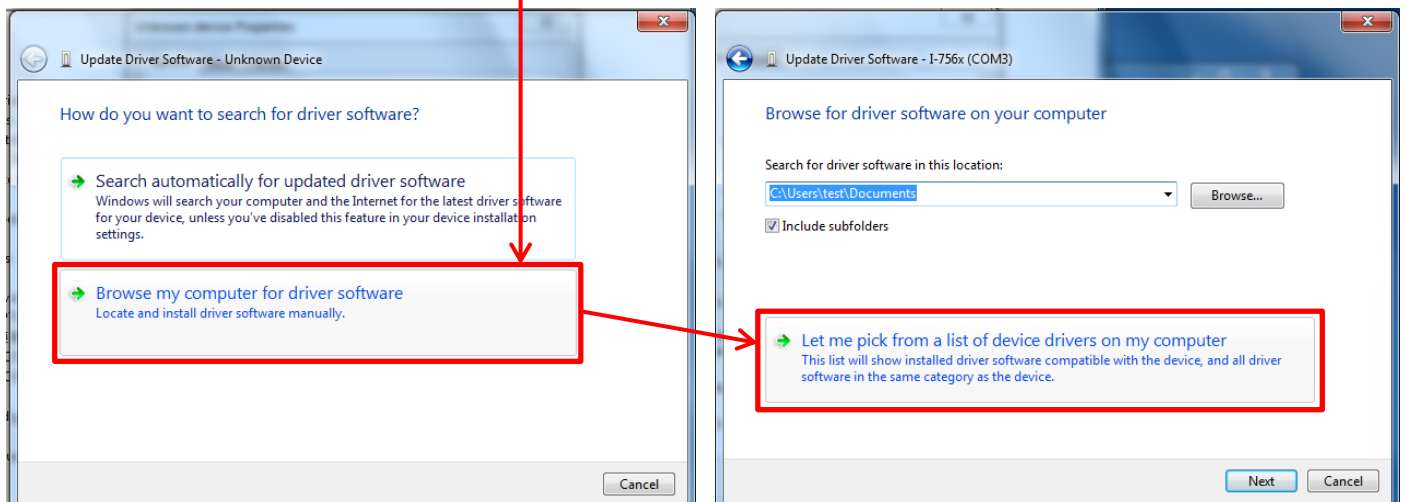 Unknown device Properties
Update Driver Software - Unknown Device
How do you want to search for driver software?
Search automatically for updated driver software
Windows will search your computer and the Internet for the latest driver software
for your device, unless you've disabled this feature in your device installation
settings.
Browse my computer for driver software
Locate and install driver software manually.
Cancel
Update Driver Software - I-756x (COM3)
Browse for driver software on your computer
Search for driver software in this location:
C:\Users\test\Documents
Browse...
Include subfolders
Let me pick from a list of device drivers on my computer
This list will show installed driver software compatible with the device, and all driver
software in the same category as the device.
Next
Cancel